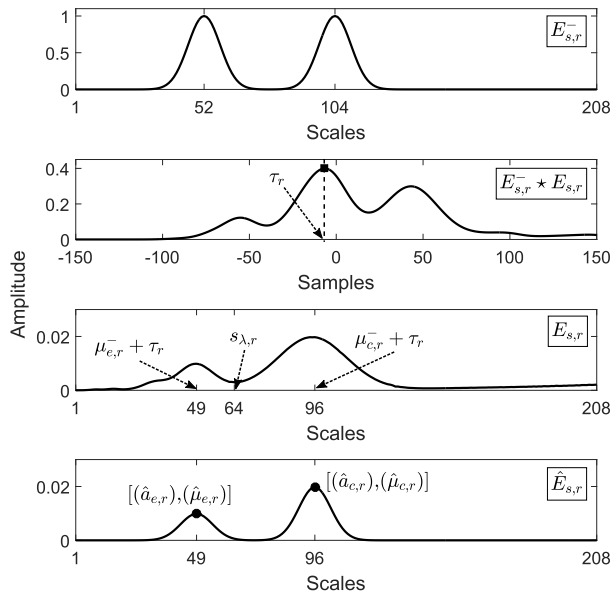 1
0.5
0
E⁻_{s,r}
1 52 104 208
Scales
0.4
0.2
0
τ_r
E⁻_{s,r} ⋆ E_{s,r}
-150 -100 -50 0 50 100 150
Samples
Amplitude
0.02
0
μ⁻_{e,r} + τ_r
s_{λ,r}
μ⁻_{c,r} + τ_r
E_{s,r}
1 49 64 96 208
Scales
0.02
0
[(â_{e,r}),(μ̂_{e,r})]
[(â_{c,r}),(μ̂_{c,r})]
Ê_{s,r}
1 49 96 208
Scales